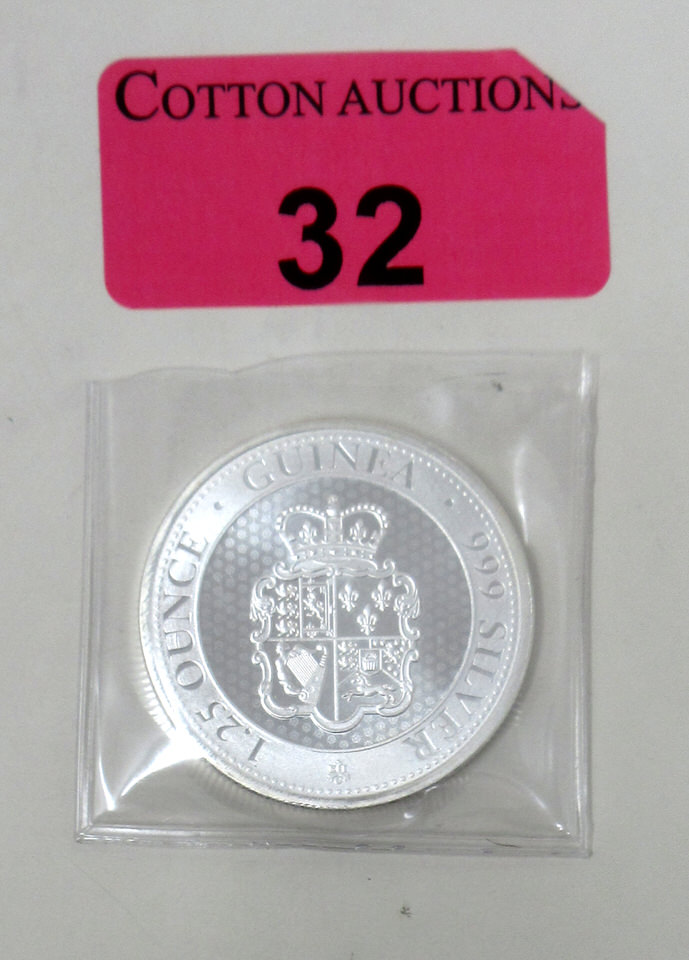 COTTON AUCTIONS
32
1.25 OUNCE · GUINEA · 999 SILVER